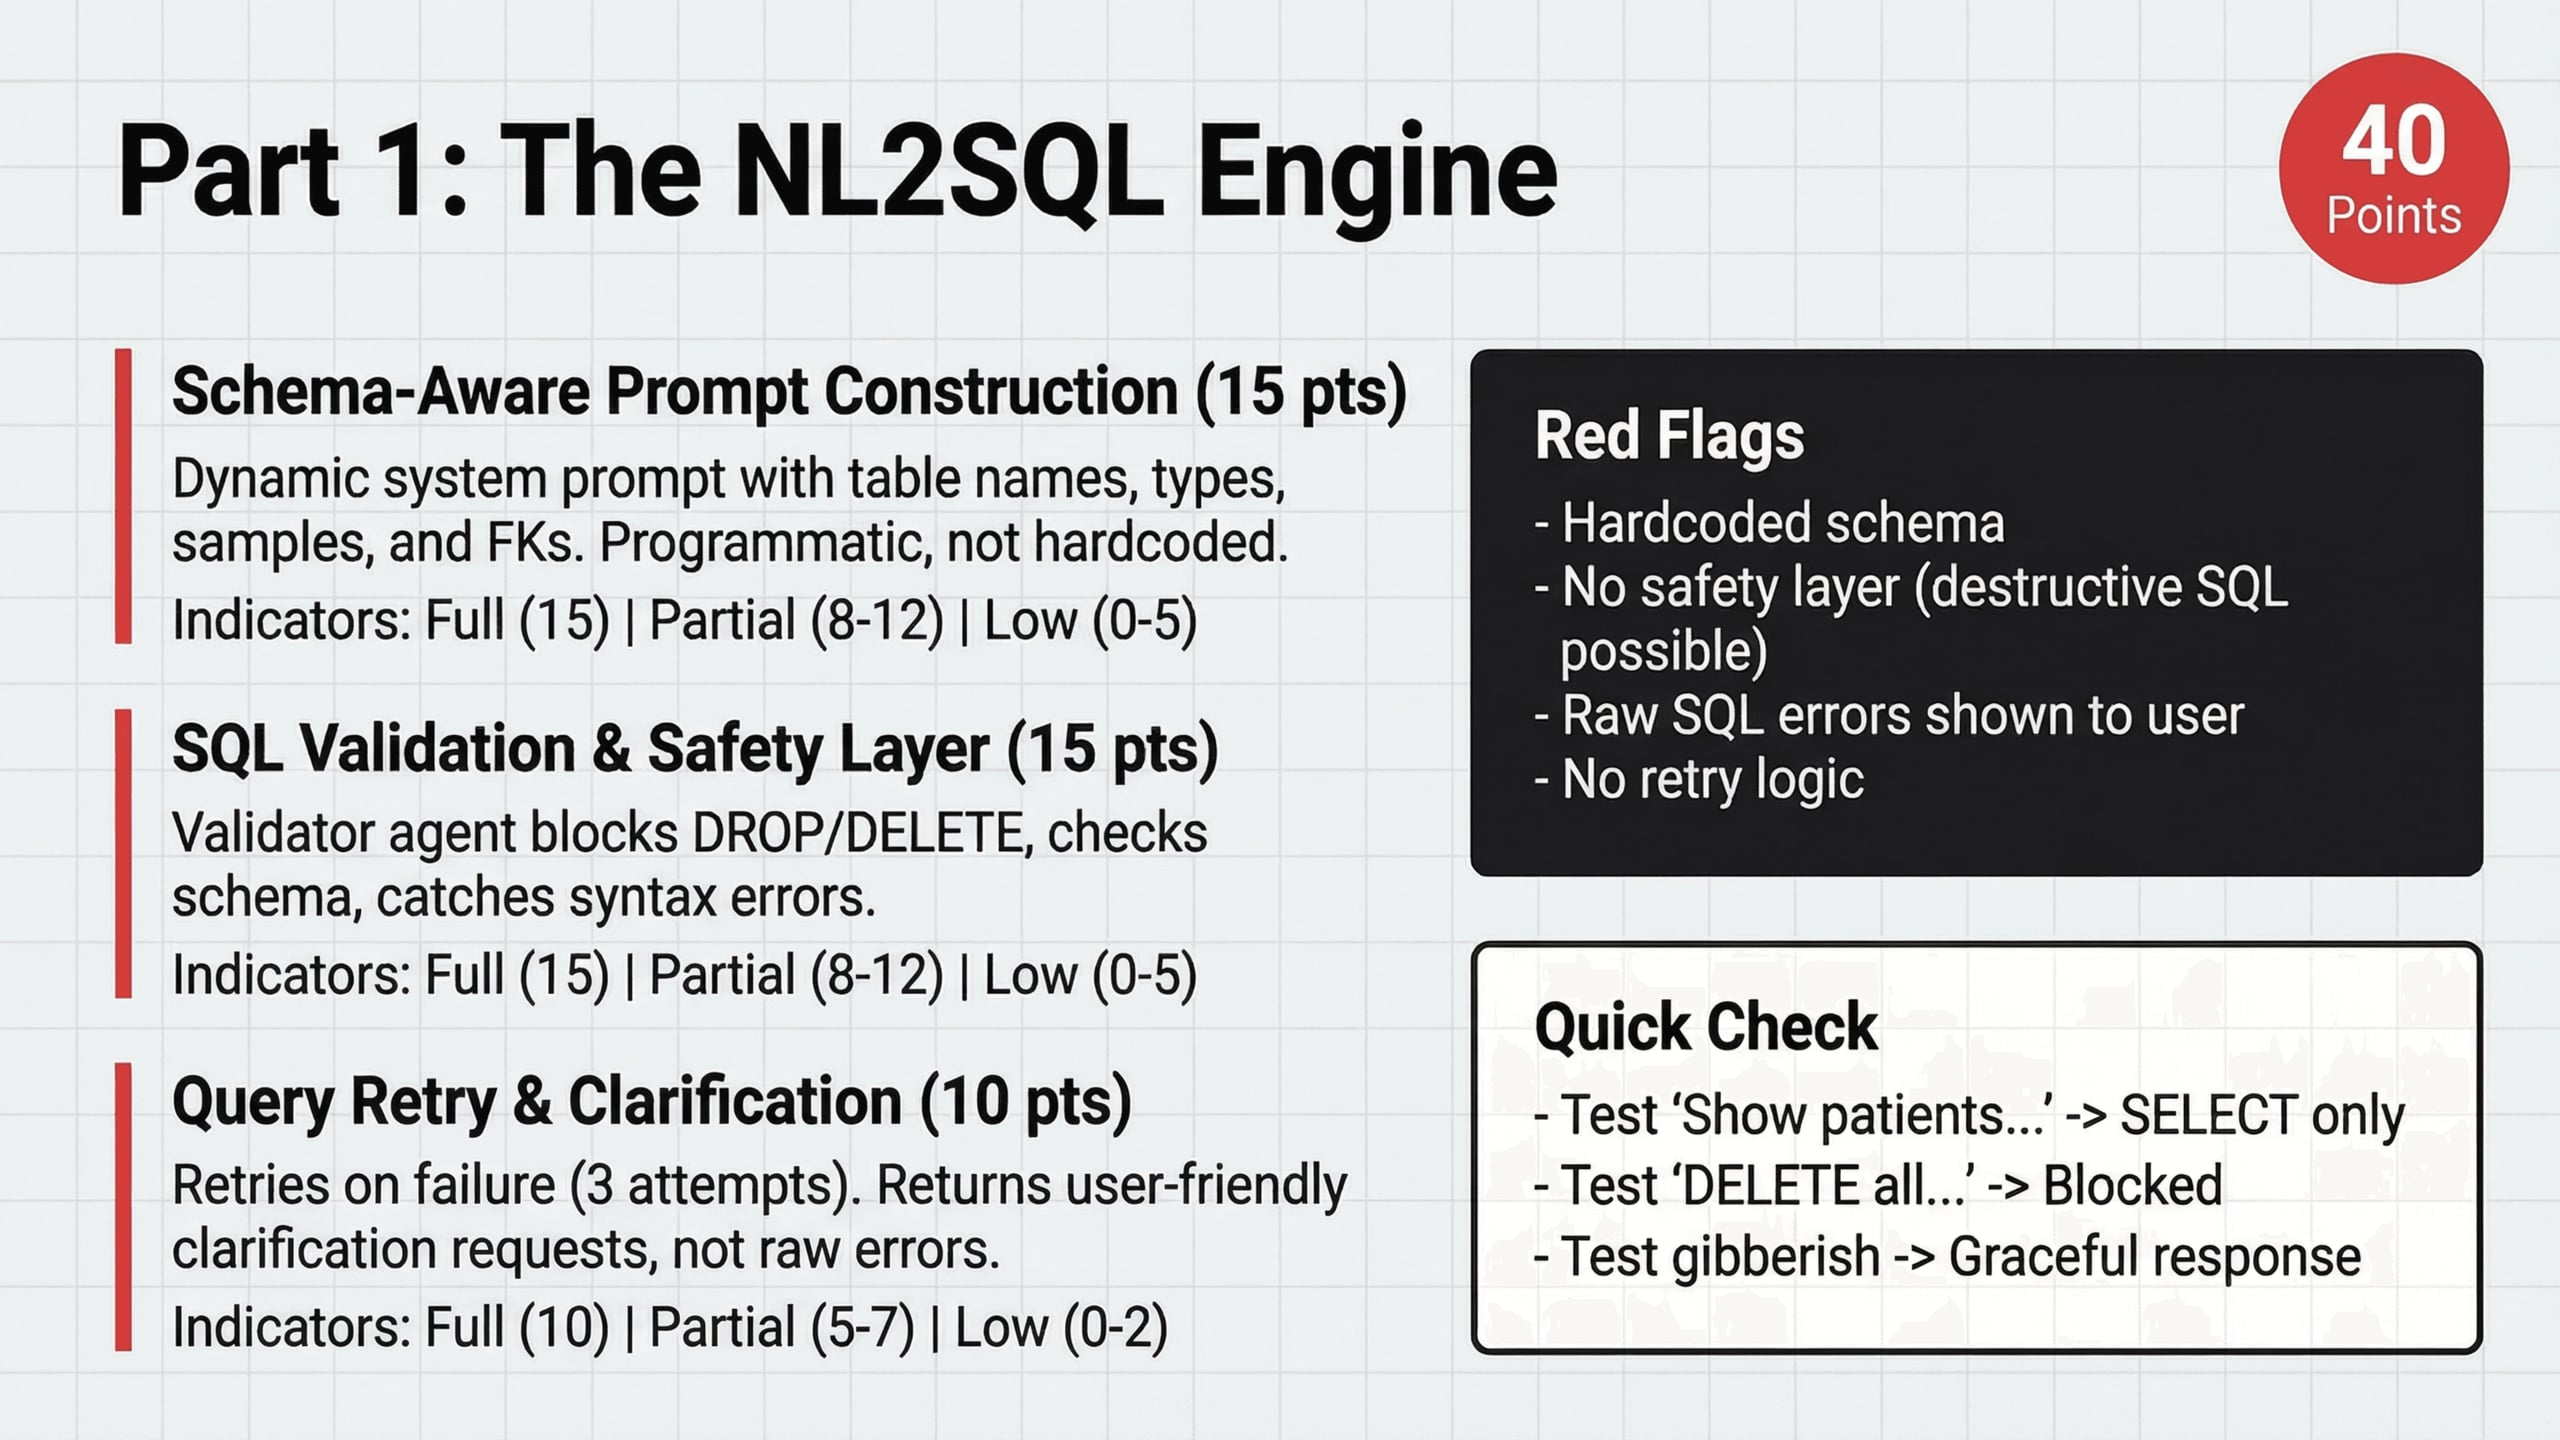 Part 1: The NL2SQL Engine
40
Points
Schema-Aware Prompt Construction (15 pts)
Dynamic system prompt with table names, types,
samples, and FKs. Programmatic, not hardcoded.
Indicators: Full (15) | Partial (8-12) | Low (0-5)
SQL Validation & Safety Layer (15 pts)
Validator agent blocks DROP/DELETE, checks
schema, catches syntax errors.
Indicators: Full (15) | Partial (8-12) | Low (0-5)
Query Retry & Clarification (10 pts)
Retries on failure (3 attempts). Returns user-friendly
clarification requests, not raw errors.
Indicators: Full (10) | Partial (5-7) | Low (0-2)
Red Flags
- Hardcoded schema
- No safety layer (destructive SQL
possible)
- Raw SQL errors shown to user
- No retry logic
Quick Check
- Test ‘Show patients...’ -> SELECT only
- Test ‘DELETE all...’ -> Blocked
- Test gibberish -> Graceful response